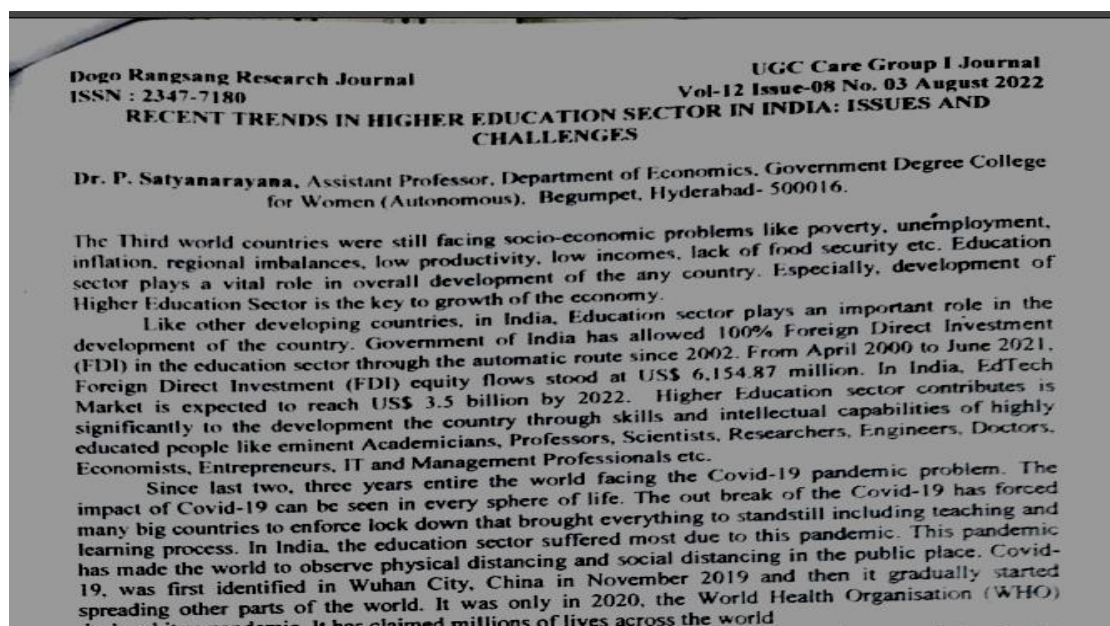 Dogo Rangsang Research Journal
UGC Care Group I Journal
ISSN : 2347-7180
Vol-12 Issue-08 No. 03 August 2022
RECENT TRENDS IN HIGHER EDUCATION SECTOR IN INDIA: ISSUES AND
CHALLENGES
Dr. P. Satyanarayana, Assistant Professor, Department of Economics, Government Degree College
for Women (Autonomous), Begumpet, Hyderabad- 500016.
The Third world countries were still facing socio-economic problems like poverty, unemployment,
inflation, regional imbalances, low productivity, low incomes, lack of food security etc. Education
sector plays a vital role in overall development of the any country. Especially, development of
Higher Education Sector is the key to growth of the economy.
Like other developing countries, in India, Education sector plays an important role in the
development of the country. Government of India has allowed 100% Foreign Direct Investment
(FDI) in the education sector through the automatic route since 2002. From April 2000 to June 2021,
Foreign Direct Investment (FDI) equity flows stood at US$ 6,154.87 million. In India, EdTech
Market is expected to reach US$ 3.5 billion by 2022. Higher Education sector contributes is
significantly to the development the country through skills and intellectual capabilities of highly
educated people like eminent Academicians, Professors, Scientists, Researchers, Engineers, Doctors,
Economists, Entrepreneurs, IT and Management Professionals etc.
Since last two, three years entire the world facing the Covid-19 pandemic problem. The
impact of Covid-19 can be seen in every sphere of life. The out break of the Covid-19 has forced
many big countries to enforce lock down that brought everything to standstill including teaching and
learning process. In India, the education sector suffered most due to this pandemic. This pandemic
has made the world to observe physical distancing and social distancing in the public place. Covid-
19, was first identified in Wuhan City, China in November 2019 and then it gradually started
spreading other parts of the world. It was only in 2020, the World Health Organisation (WHO)
pandemic. It has claimed millions of lives across the world